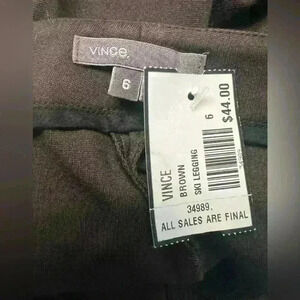 VINCE.
6
VINCE
BROWN
SKI LEGGING
6
$44.00
34989.
ALL SALES ARE FINAL